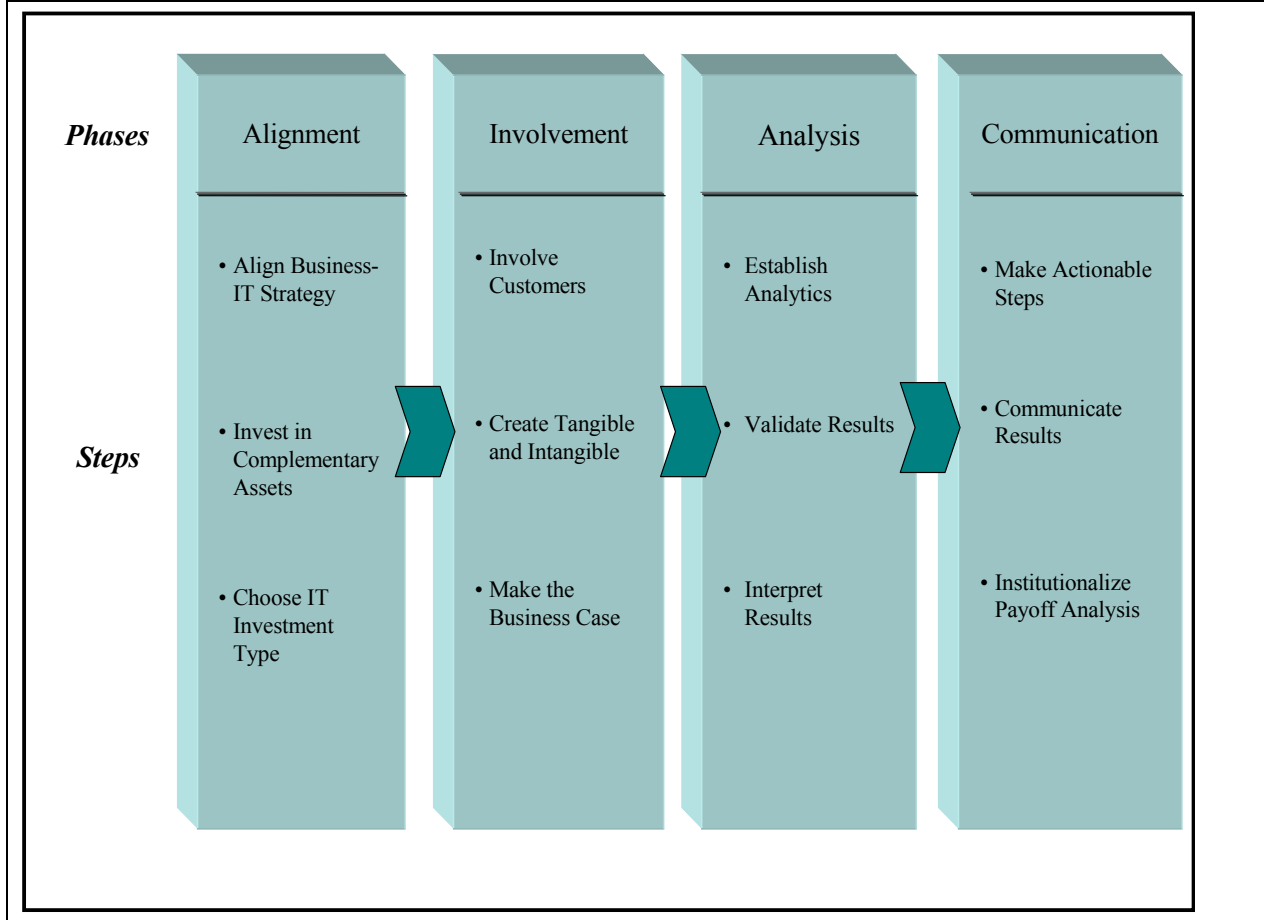 Phases
Alignment
Involvement
Analysis
Communication
Steps
• Align Business-
IT Strategy
• Invest in
Complementary
Assets
• Choose IT
Investment
Type
• Involve
Customers
• Create Tangible
and Intangible
• Make the
Business Case
• Establish
Analytics
• Validate Results
• Interpret
Results
• Make Actionable
Steps
• Communicate
Results
• Institutionalize
Payoff Analysis